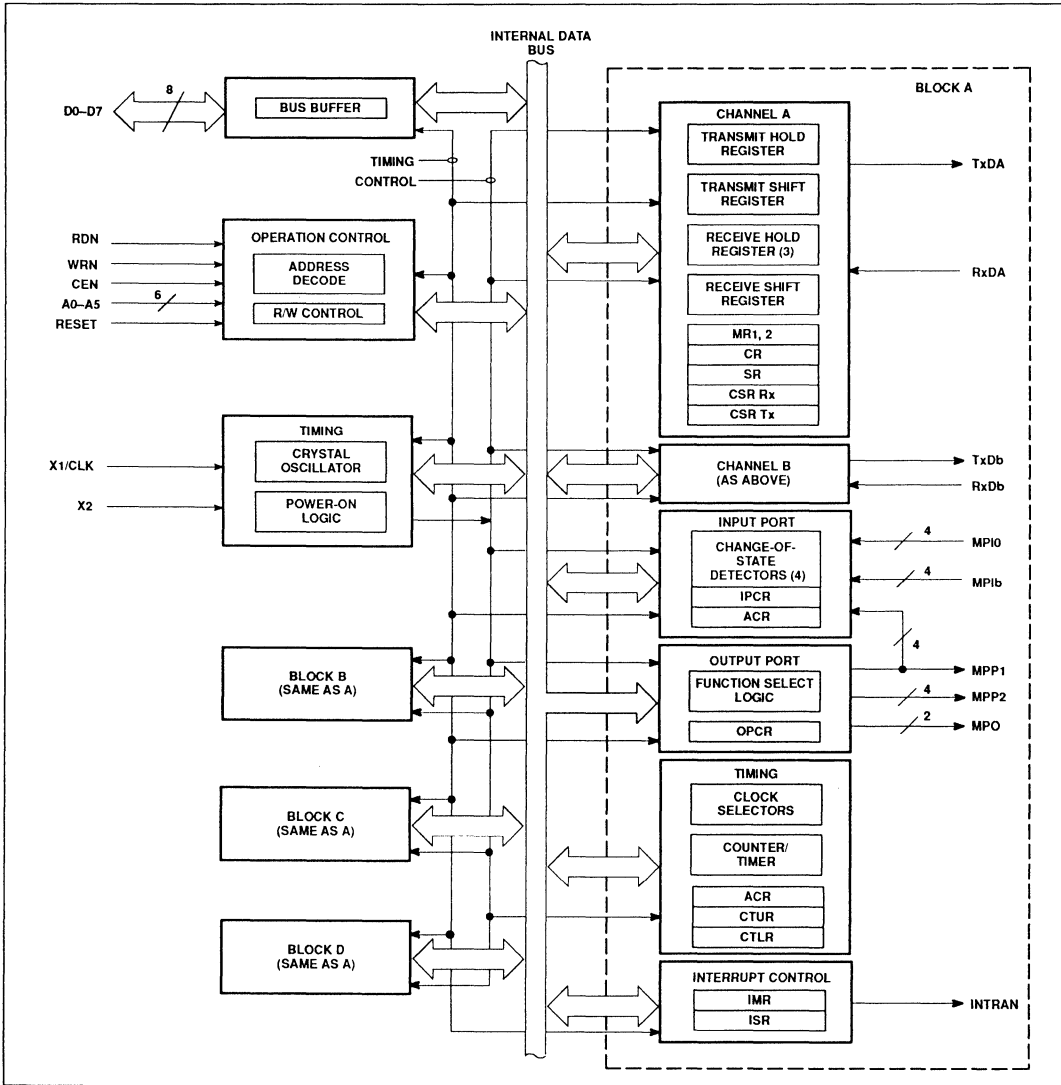 INTERNAL DATA
BUS
D0–D7
8
BUS BUFFER
TIMING
CONTROL
RDN
WRN
CEN
A0–A5
6
RESET
OPERATION CONTROL
ADDRESS
DECODE
R/W CONTROL
X1/CLK
X2
TIMING
CRYSTAL
OSCILLATOR
POWER-ON
LOGIC
BLOCK B
(SAME AS A)
BLOCK C
(SAME AS A)
BLOCK D
(SAME AS A)
BLOCK A
CHANNEL A
TRANSMIT HOLD
REGISTER
TRANSMIT SHIFT
REGISTER
RECEIVE HOLD
REGISTER (3)
RECEIVE SHIFT
REGISTER
MR1, 2
CR
SR
CSR Rx
CSR Tx
TxDA
RxDA
CHANNEL B
(AS ABOVE)
TxDb
RxDb
INPUT PORT
CHANGE-OF-
STATE
DETECTORS (4)
IPCR
ACR
4
MPI0
4
MPIb
4
OUTPUT PORT
FUNCTION SELECT
LOGIC
OPCR
MPP1
4
MPP2
2
MPO
TIMING
CLOCK
SELECTORS
COUNTER/
TIMER
ACR
CTUR
CTLR
INTERRUPT CONTROL
IMR
ISR
INTRAN